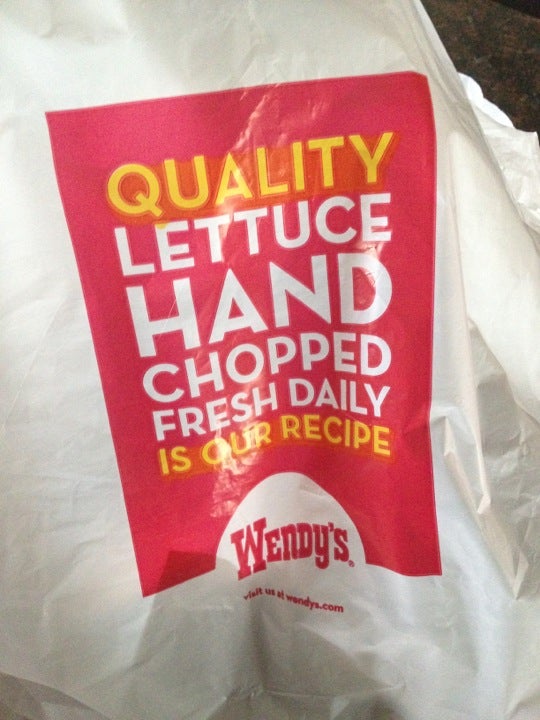 QUALITY
LETTUCE
HAND
CHOPPED
FRESH DAILY
IS OUR RECIPE
WENDY'S.
visit us at wendys.com